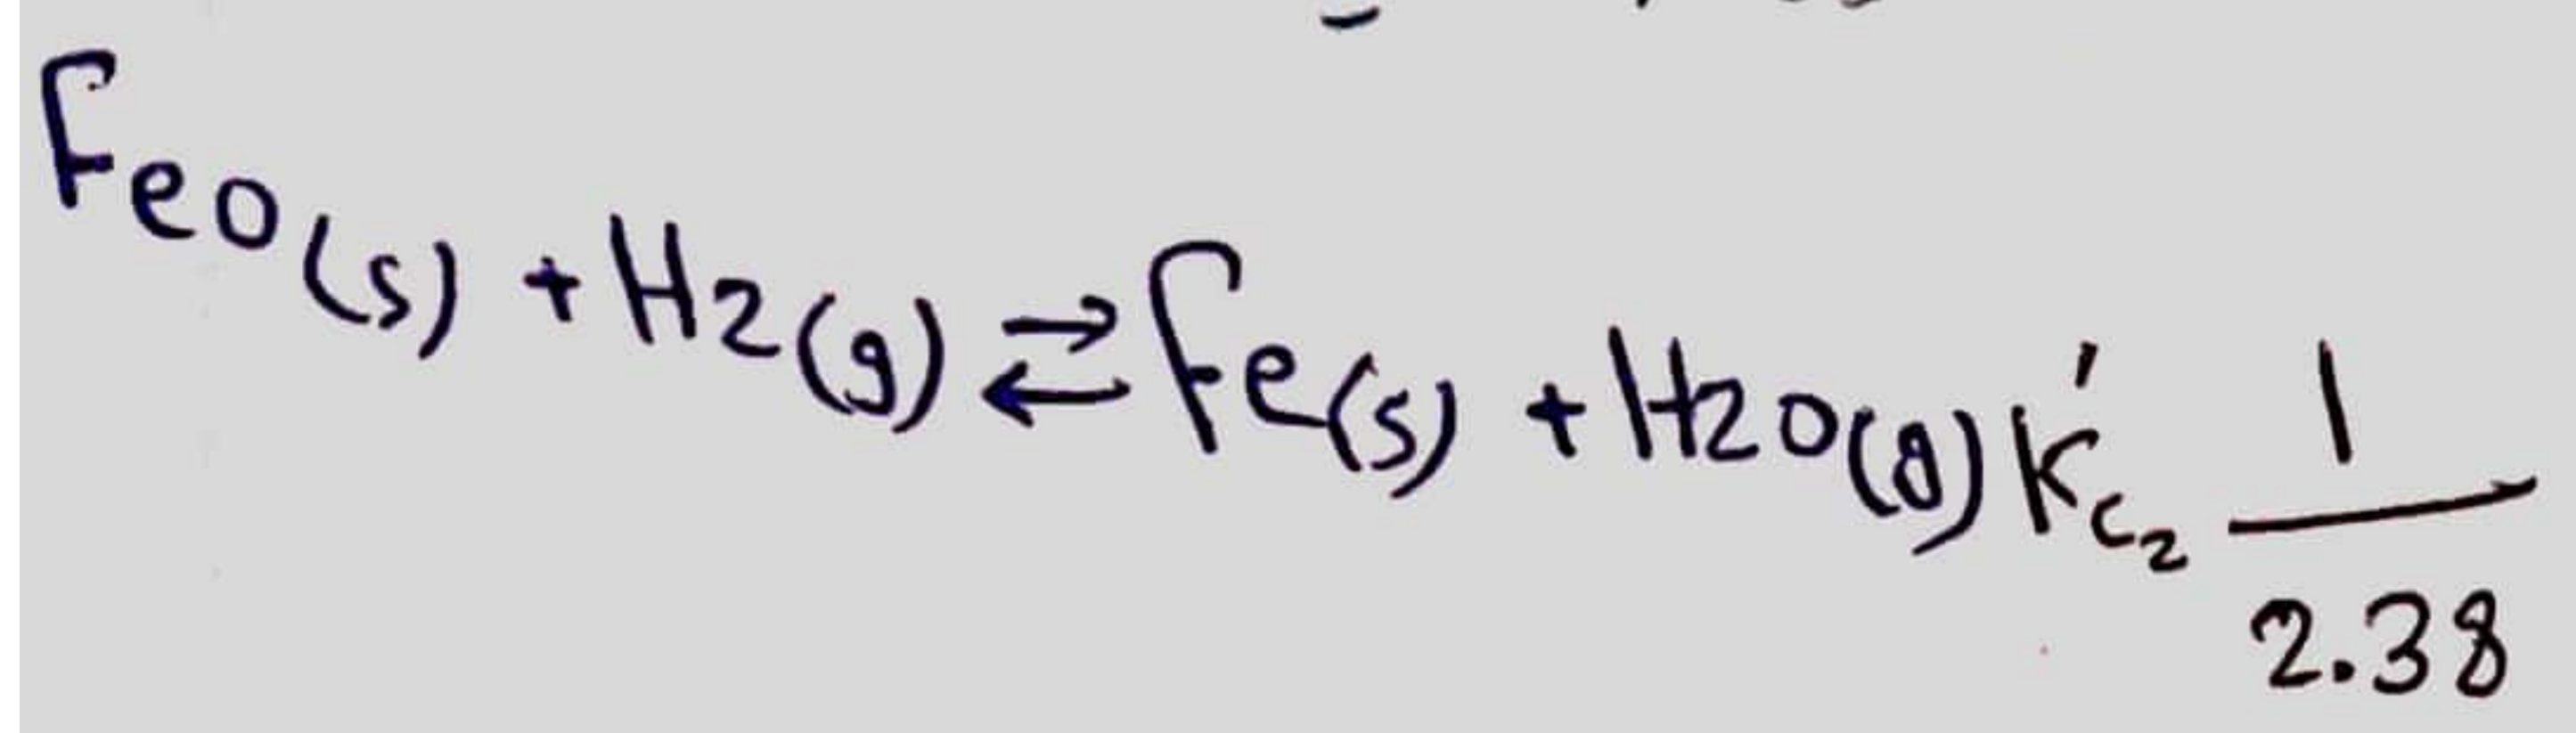 FeO(s) + H2(g) ⇄ Fe(s) + H2O(g) K'c2 1/2.38